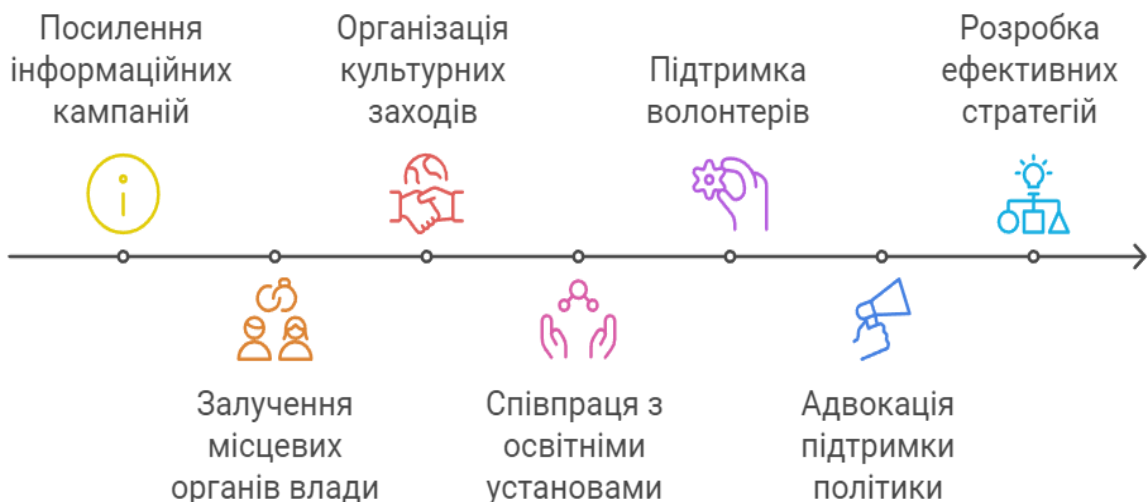 Посилення
інформаційних
кампаній
Організація
культурних
заходів
Підтримка
волонтерів
Розробка
ефективних
стратегій
Залучення
місцевих
органів влади
Співпраця з
освітніми
установами
Адвокація
підтримки
політики